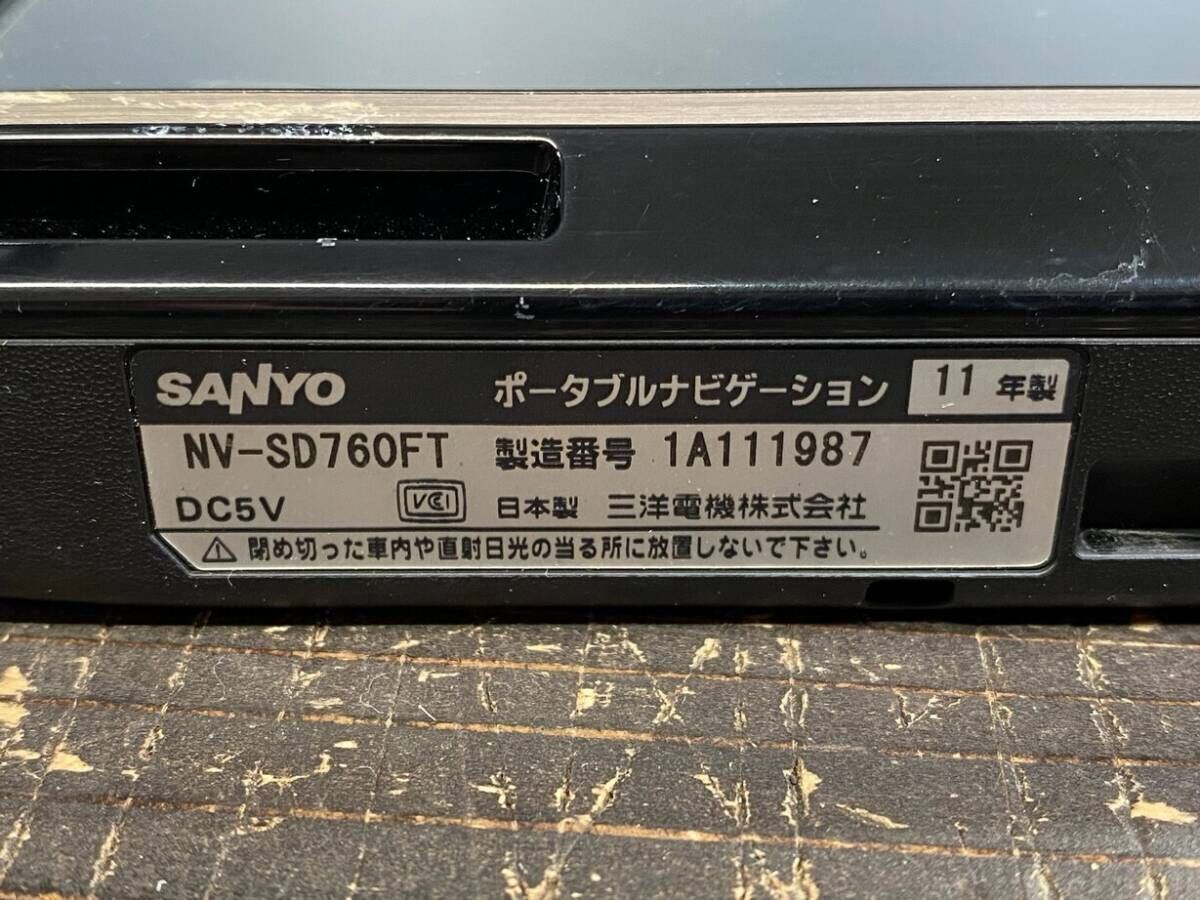 SANYO ポータブルナビゲーション 11 年製
NV-SD760FT 製造番号 1A111987
DC5V VCCI 日本製 三洋電機株式会社
⚠ 閉め切った車内や直射日光の当る所に放置しないで下さい。